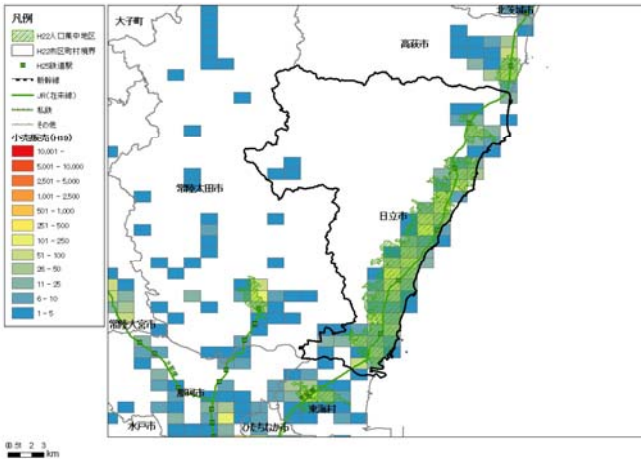 凡例
H22人口集中地区
H22市区町村境界
H25鉄道駅
新幹線
JR(在来線)
私鉄
その他
小売販売(H19)
10,001 -
5,001 - 10,000
2,501 - 5,000
1,001 - 2,500
501 - 1,000
251 - 500
101 - 250
51 - 100
26 - 50
11 - 25
6 - 10
1 - 5
大子町
北茨城市
高萩市
常陸太田市
日立市
常陸大宮市
那珂市
東海村
水戸市
ひたちなか市
2 3
km